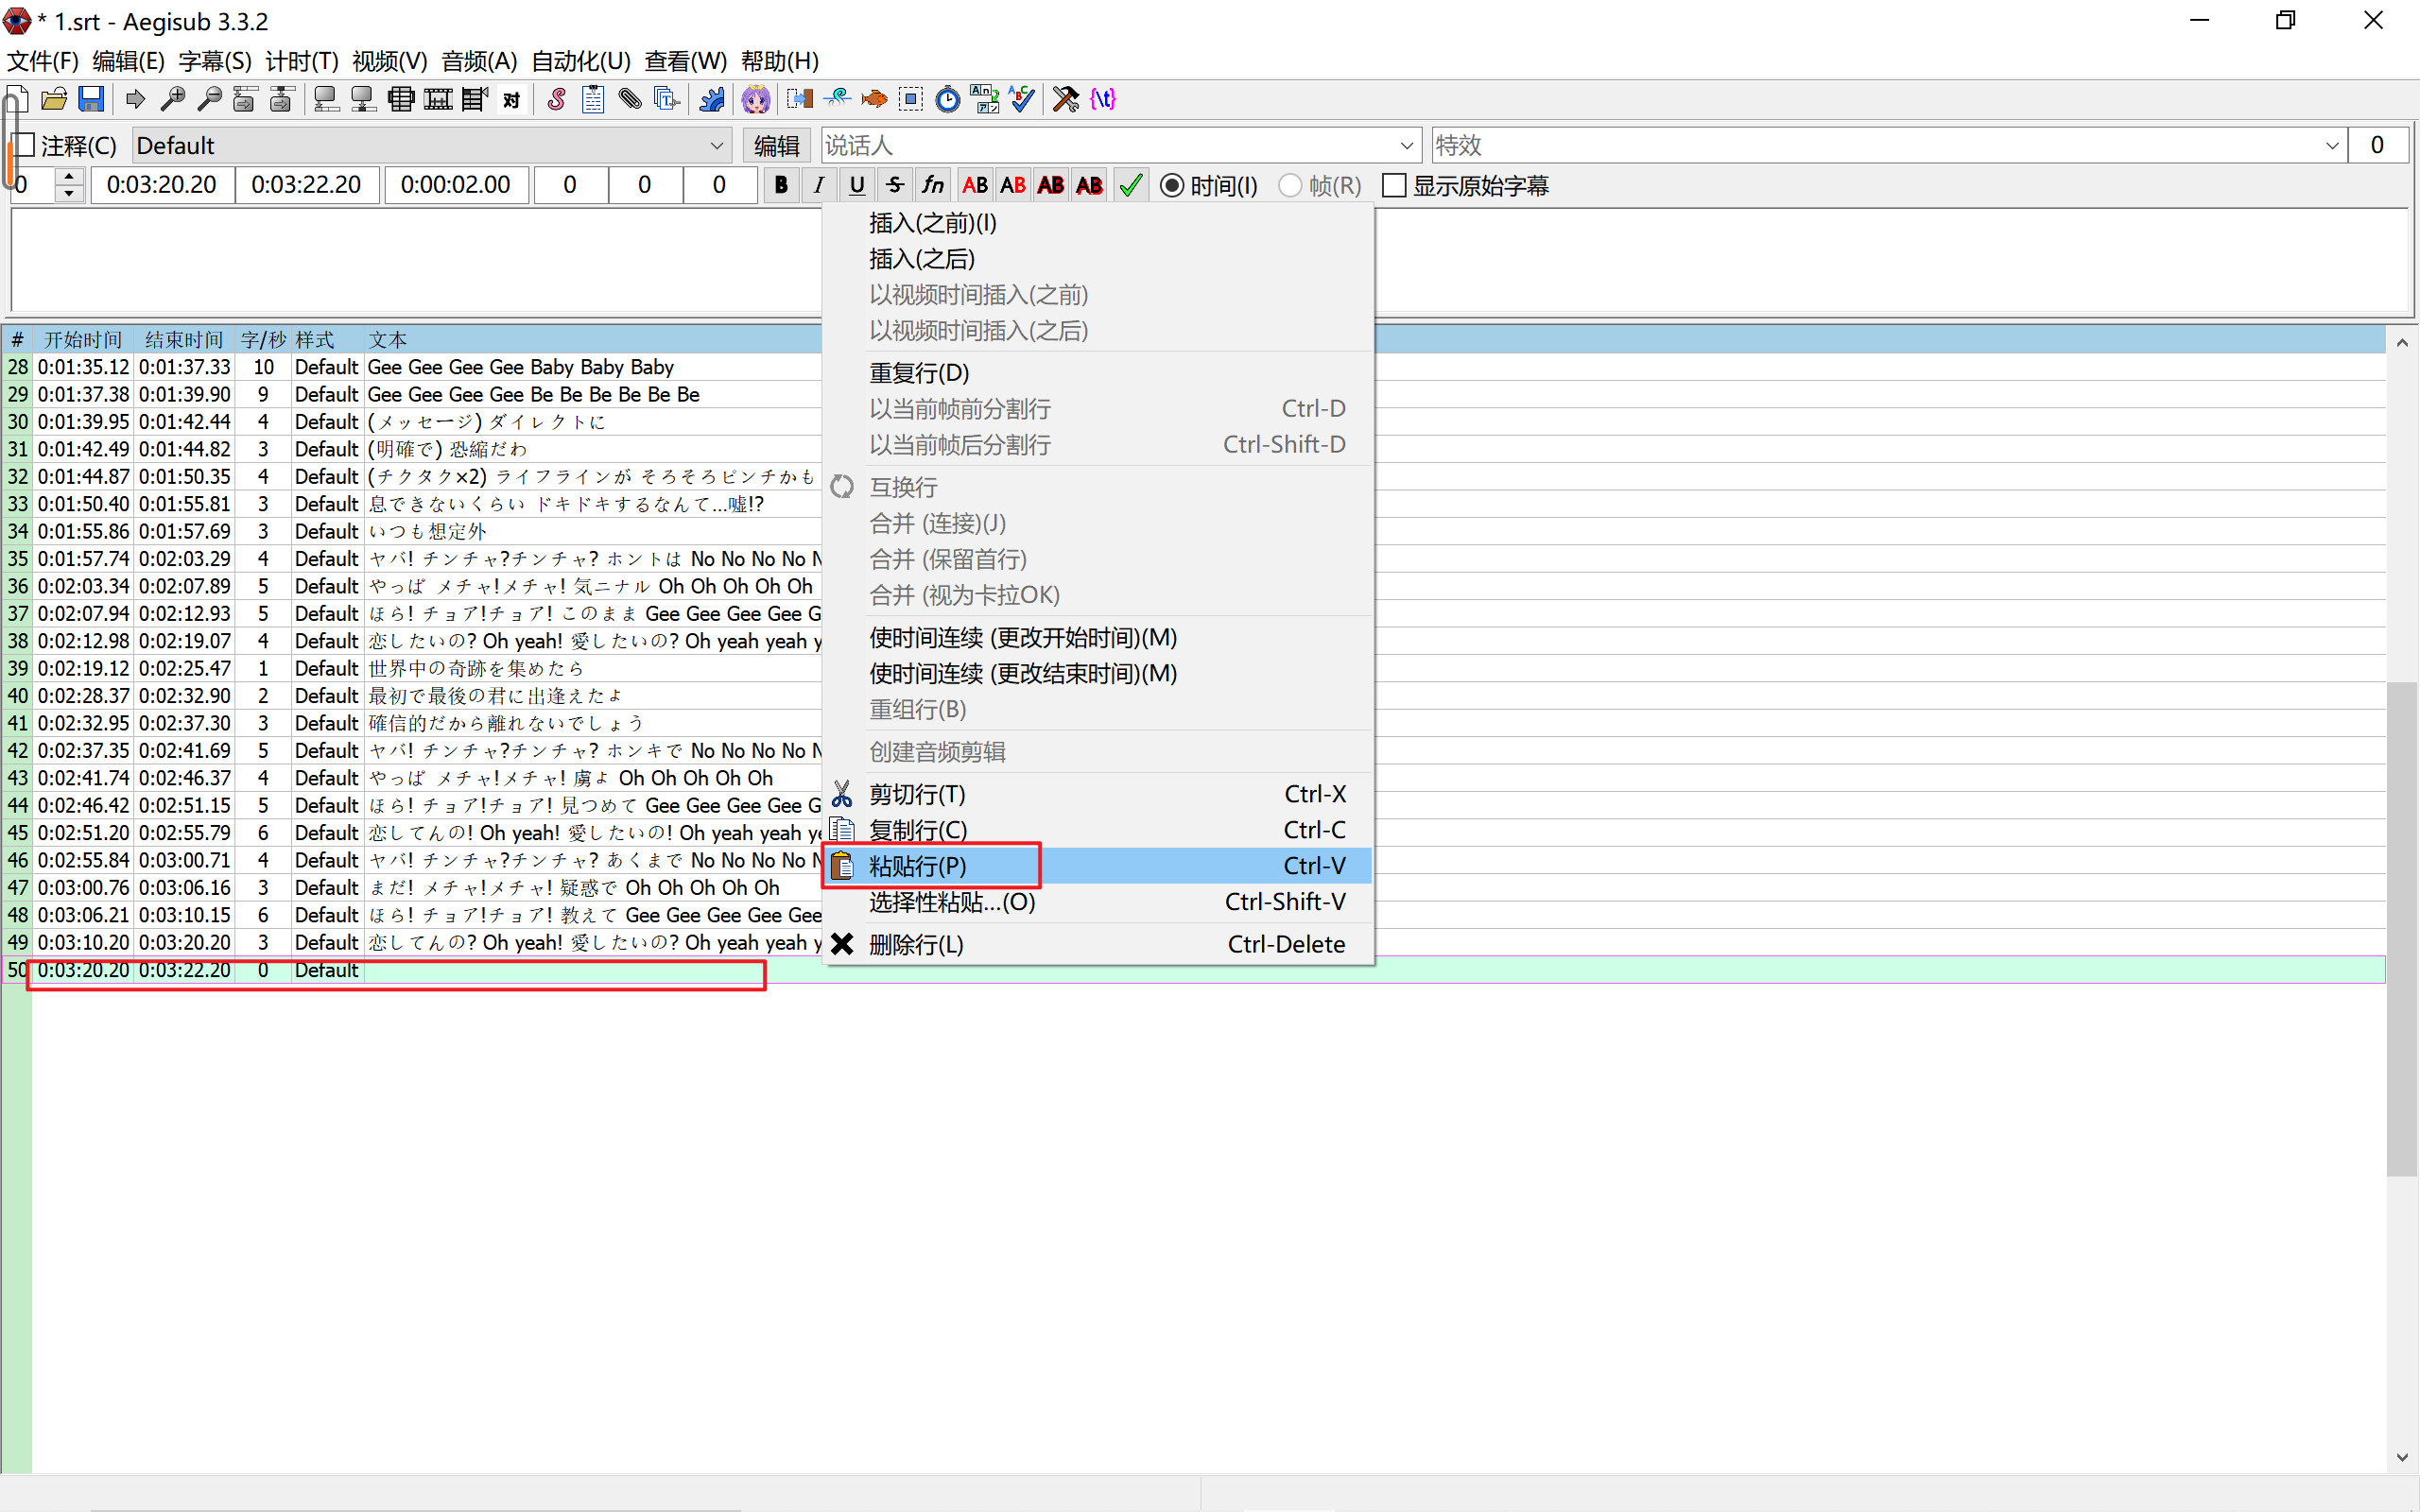 * 1.srt - Aegisub 3.3.2
文件(F) 编辑(E) 字幕(S) 计时(T) 视频(V) 音频(A) 自动化(U) 查看(W) 帮助(H)
注释(C) Default 编辑 说话人 特效 0
0 0:03:20.20 0:03:22.20 0:00:02.00 0 0 0 B I U S fn AB AB AB AB 时间(I) 帧(R) 显示原始字幕
插入(之前)(I)
插入(之后)
以视频时间插入(之前)
以视频时间插入(之后)
重复行(D)
以当前帧前分割行 Ctrl-D
以当前帧后分割行 Ctrl-Shift-D
互换行
合并 (连接)(J)
合并 (保留首行)
合并 (视为卡拉OK)
使时间连续 (更改开始时间)(M)
使时间连续 (更改结束时间)(M)
重组行(B)
创建音频剪辑
剪切行(T) Ctrl-X
复制行(C) Ctrl-C
粘贴行(P) Ctrl-V
选择性粘贴...(O) Ctrl-Shift-V
删除行(L) Ctrl-Delete
# 开始时间 结束时间 字/秒 样式 文本
28 0:01:35.12 0:01:37.33 10 Default Gee Gee Gee Gee Baby Baby Baby
29 0:01:37.38 0:01:39.90 9 Default Gee Gee Gee Gee Be Be Be Be Be Be
30 0:01:39.95 0:01:42.44 4 Default (メッセージ) ダイレクトに
31 0:01:42.49 0:01:44.82 3 Default (明確で) 恐縮だわ
32 0:01:44.87 0:01:50.35 4 Default (チクタク×2) ライフラインが そろそろピンチかも
33 0:01:50.40 0:01:55.81 3 Default 息できないくらい ドキドキするなんて...嘘!?
34 0:01:55.86 0:01:57.69 3 Default いつも想定外
35 0:01:57.74 0:02:03.29 4 Default ヤバ! チンチャ?チンチャ? ホントは No No No No N
36 0:02:03.34 0:02:07.89 5 Default やっぱ メチャ!メチャ! 気ニナル Oh Oh Oh Oh Oh
37 0:02:07.94 0:02:12.93 5 Default ほら! チョア!チョア! このまま Gee Gee Gee Gee G
38 0:02:12.98 0:02:19.07 4 Default 恋したいの? Oh yeah! 愛したいの? Oh yeah yeah y
39 0:02:19.12 0:02:25.47 1 Default 世界中の奇跡を集めたら
40 0:02:28.37 0:02:32.90 2 Default 最初で最後の君に出逢えたよ
41 0:02:32.95 0:02:37.30 3 Default 確信的だから離れないでしょう
42 0:02:37.35 0:02:41.69 5 Default ヤバ! チンチャ?チンチャ? ホンキで No No No No N
43 0:02:41.74 0:02:46.37 4 Default やっぱ メチャ!メチャ! 虜よ Oh Oh Oh Oh Oh
44 0:02:46.42 0:02:51.15 5 Default ほら! チョア!チョア! 見つめて Gee Gee Gee Gee G
45 0:02:51.20 0:02:55.79 6 Default 恋してんの! Oh yeah! 愛したいの! Oh yeah yeah ye
46 0:02:55.84 0:03:00.71 4 Default ヤバ! チンチャ?チンチャ? あくまで No No No No N
47 0:03:00.76 0:03:06.16 3 Default まだ! メチャ!メチャ! 疑惑で Oh Oh Oh Oh Oh
48 0:03:06.21 0:03:10.15 6 Default ほら! チョア!チョア! 教えて Gee Gee Gee Gee Gee
49 0:03:10.20 0:03:20.20 3 Default 恋してんの? Oh yeah! 愛したいの? Oh yeah yeah y
50 0:03:20.20 0:03:22.20 0 Default